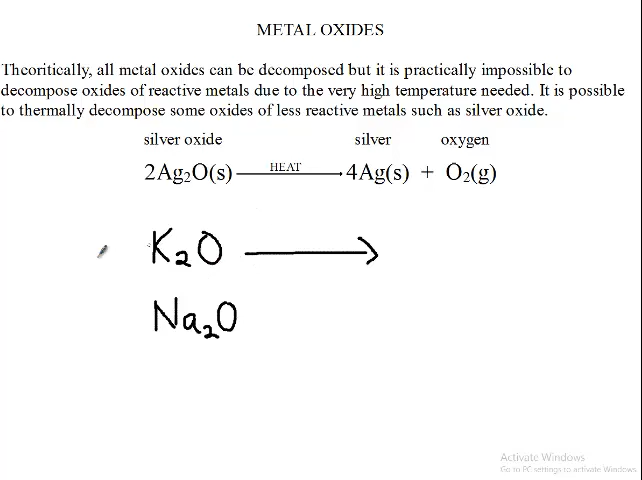 METAL OXIDES
Theoritically, all metal oxides can be decomposed but it is practically impossible to
decompose oxides of reactive metals due to the very high temperature needed. It is possible
to thermally decompose some oxides of less reactive metals such as silver oxide.
silver oxide silver oxygen
2Ag₂O(s) HEAT 4Ag(s) + O₂(g)
K₂O →
Na₂O
Activate Windows
Go to PC settings to activate Windows.